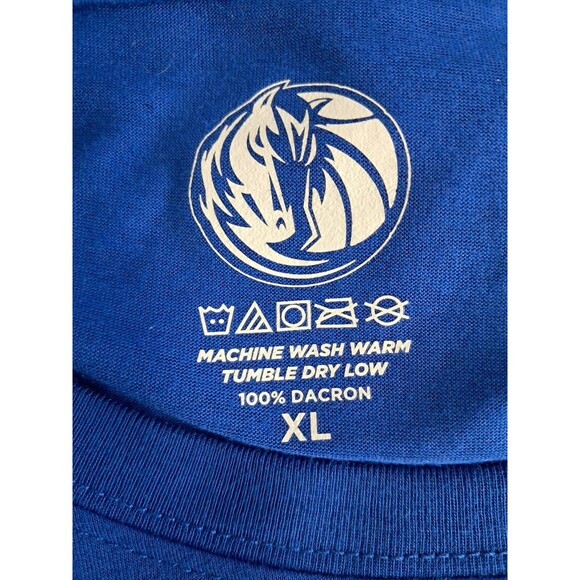 MACHINE WASH WARM
TUMBLE DRY LOW
100% DACRON
XL